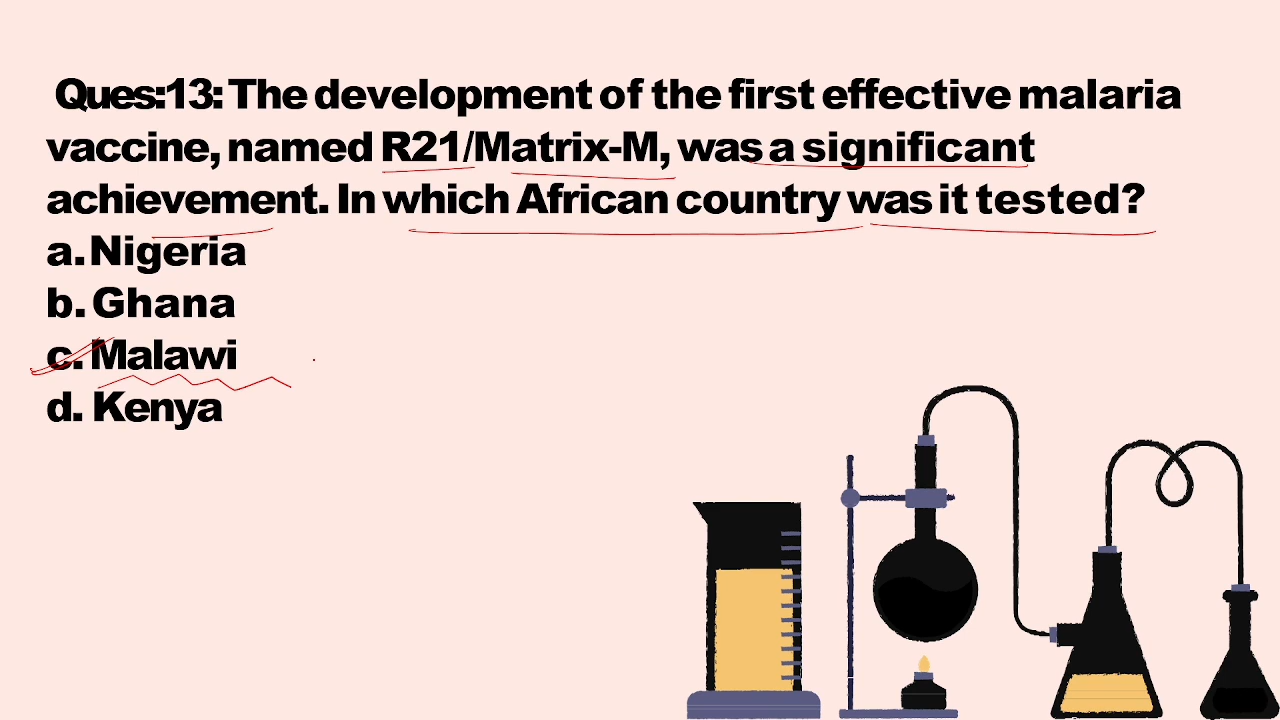 Ques:13: The development of the first effective malaria
vaccine, named R21/Matrix-M, was a significant
achievement. In which African country was it tested?
a. Nigeria
b. Ghana
c. Malawi
d. Kenya